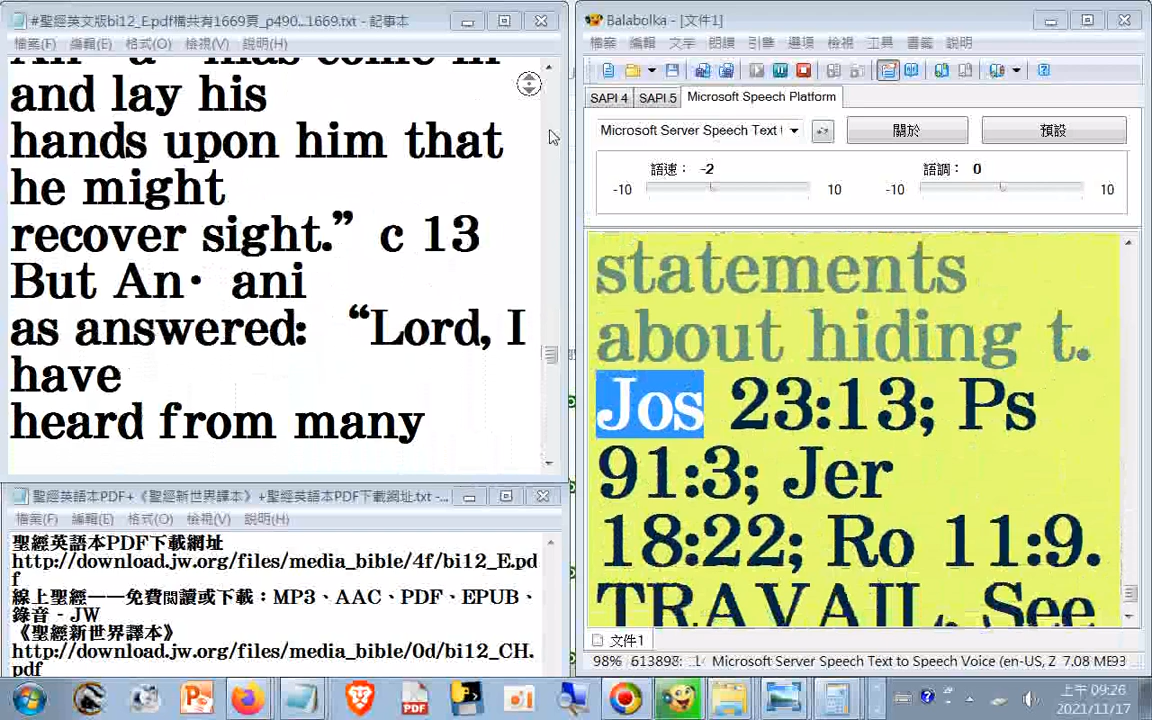 #聖經英文版bi12_E.pdf檔共有1669頁_p490..._1669.txt - 記事本
檔案(F) 編輯(E) 格式(O) 檢視(V) 說明(H)
and lay his
hands upon him that
he might
recover sight.” c 13
But An· ani
as answered: “Lord, I
have
heard from many
聖經英語本PDF+《聖經新世界譯本》+聖經英語本PDF下載網址.txt -...
檔案(F) 編輯(E) 格式(O) 檢視(V) 說明(H)
聖經英語本PDF下載網址
http://download.jw.org/files/media_bible/4f/bi12_E.pd
f
線上聖經——免費閱讀或下載：MP3、AAC、PDF、EPUB、
錄音 - JW
《聖經新世界譯本》
http://download.jw.org/files/media_bible/0d/bi12_CH.
pdf
Balabolka - [文件1]
檔案 編輯 文字 朗讀 引擎 選項 檢視 工具 書籤 說明
SAPI 4 SAPI 5 Microsoft Speech Platform
Microsoft Server Speech Text 關於 預設
語速： -2 語調： 0
-10 10 -10 10
statements
about hiding t.
Jos 23:13; Ps
91:3; Jer
18:22; Ro 11:9.
TRAVAIL. See
文件1
98% 613898: Microsoft Server Speech Text to Speech Voice (en-US, Z 7.08 ME93
上午 09:26
2021/11/17